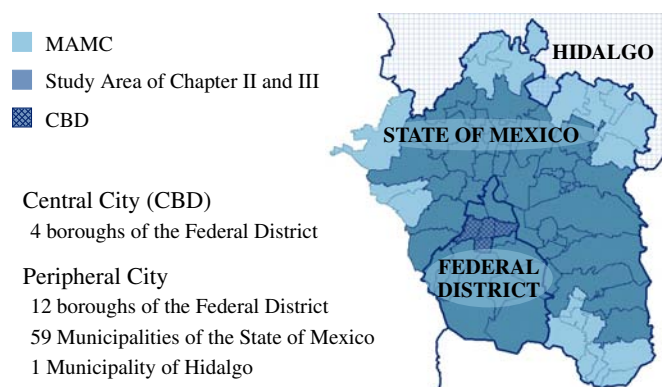 MAMC
Study Area of Chapter II and III
CBD
Central City (CBD)
4 boroughs of the Federal District
Peripheral City
12 boroughs of the Federal District
59 Municipalities of the State of Mexico
1 Municipality of Hidalgo
HIDALGO
STATE OF MEXICO
FEDERAL
DISTRICT